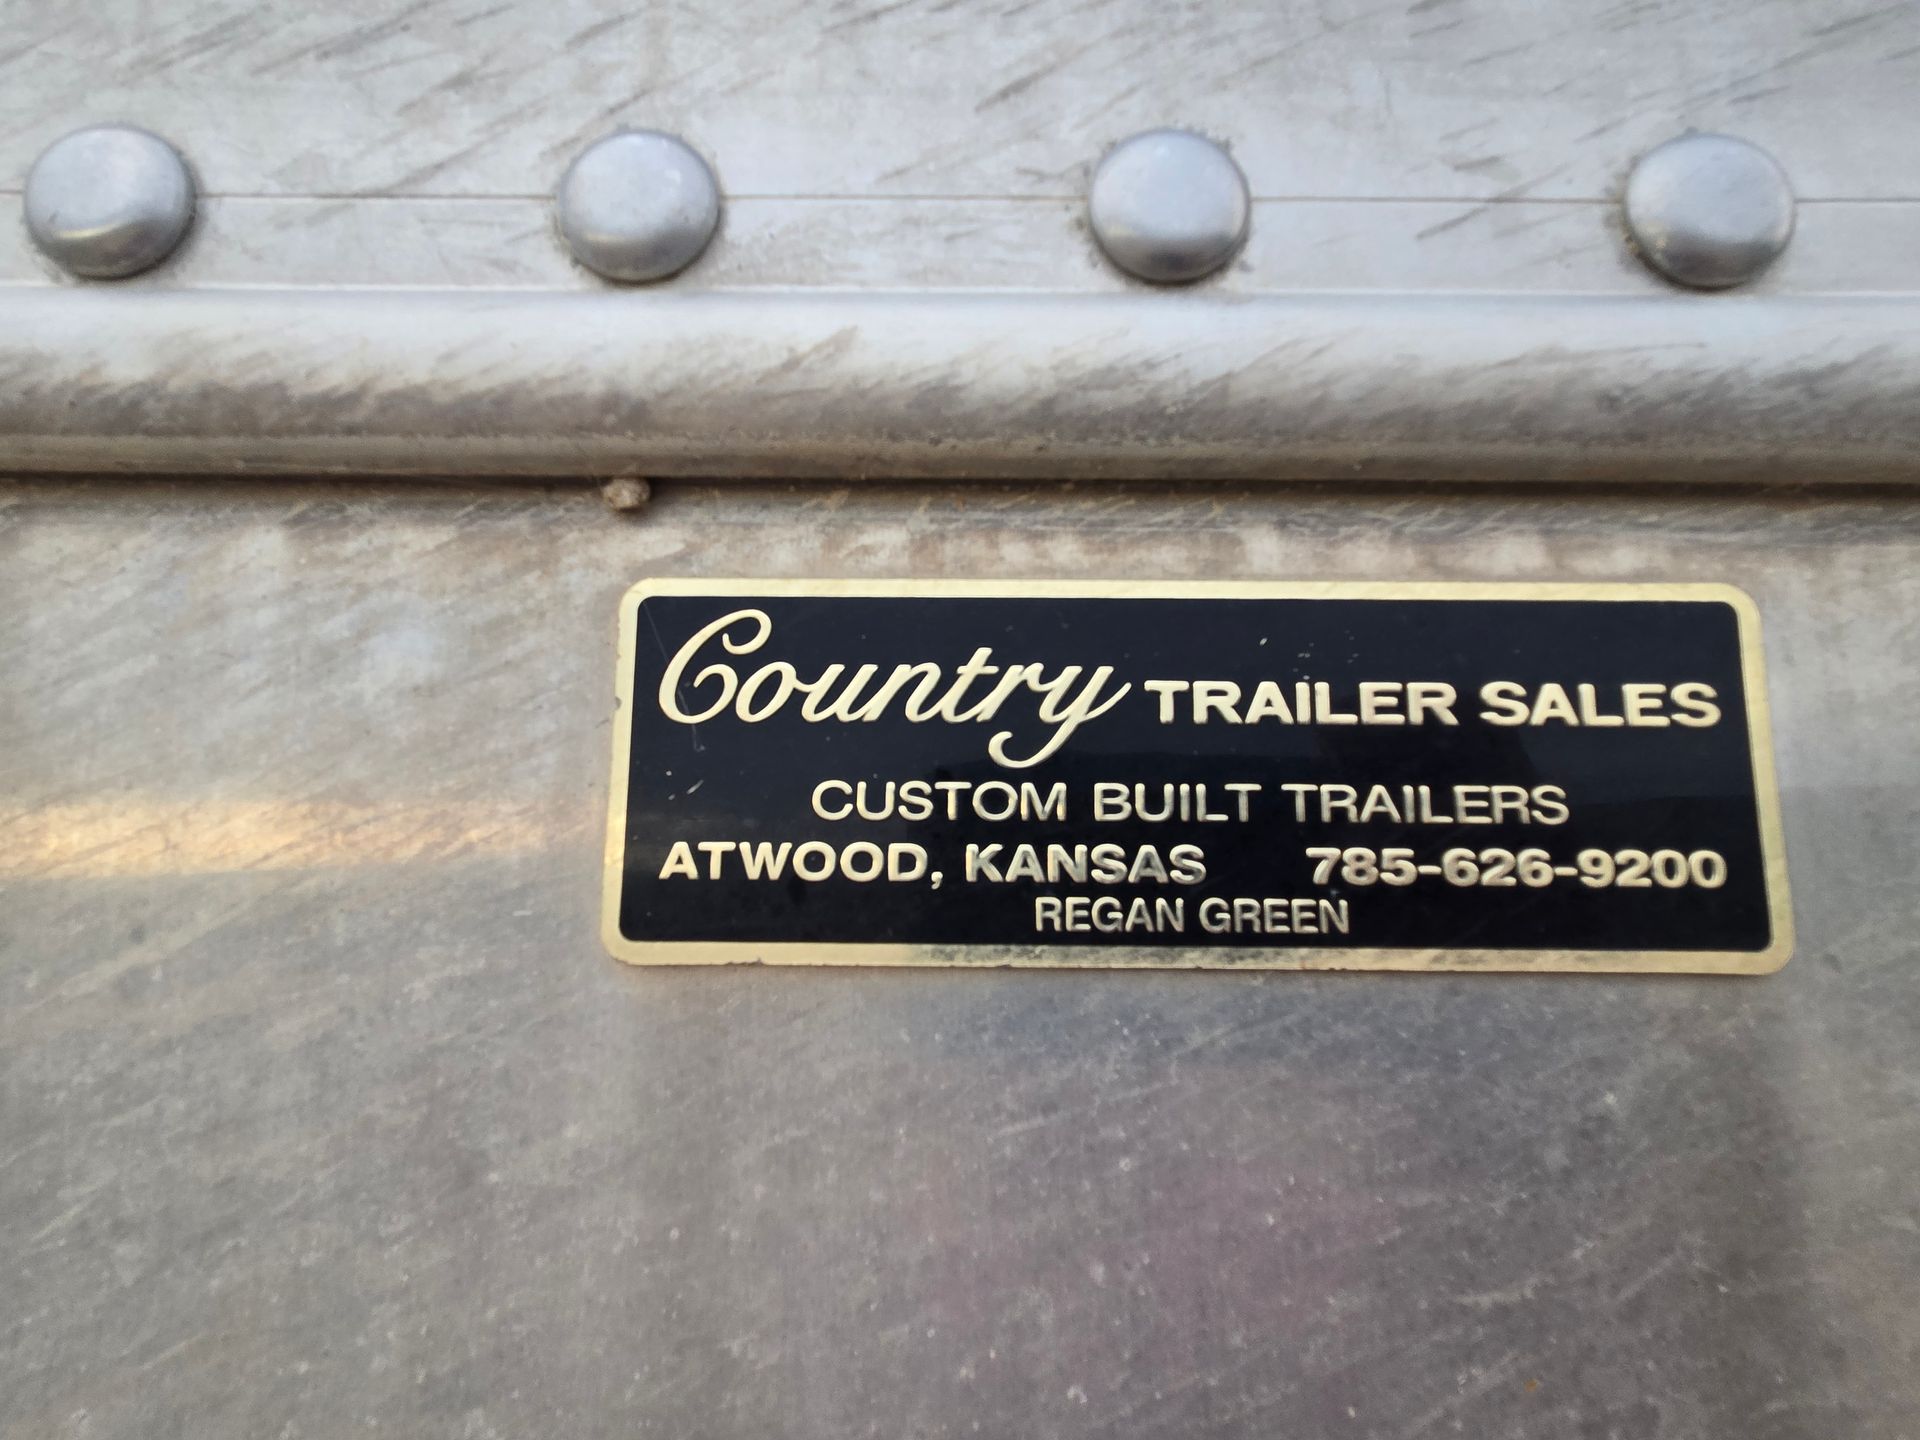 Country TRAILER SALES
CUSTOM BUILT TRAILERS
ATWOOD, KANSAS 785-626-9200
REGAN GREEN